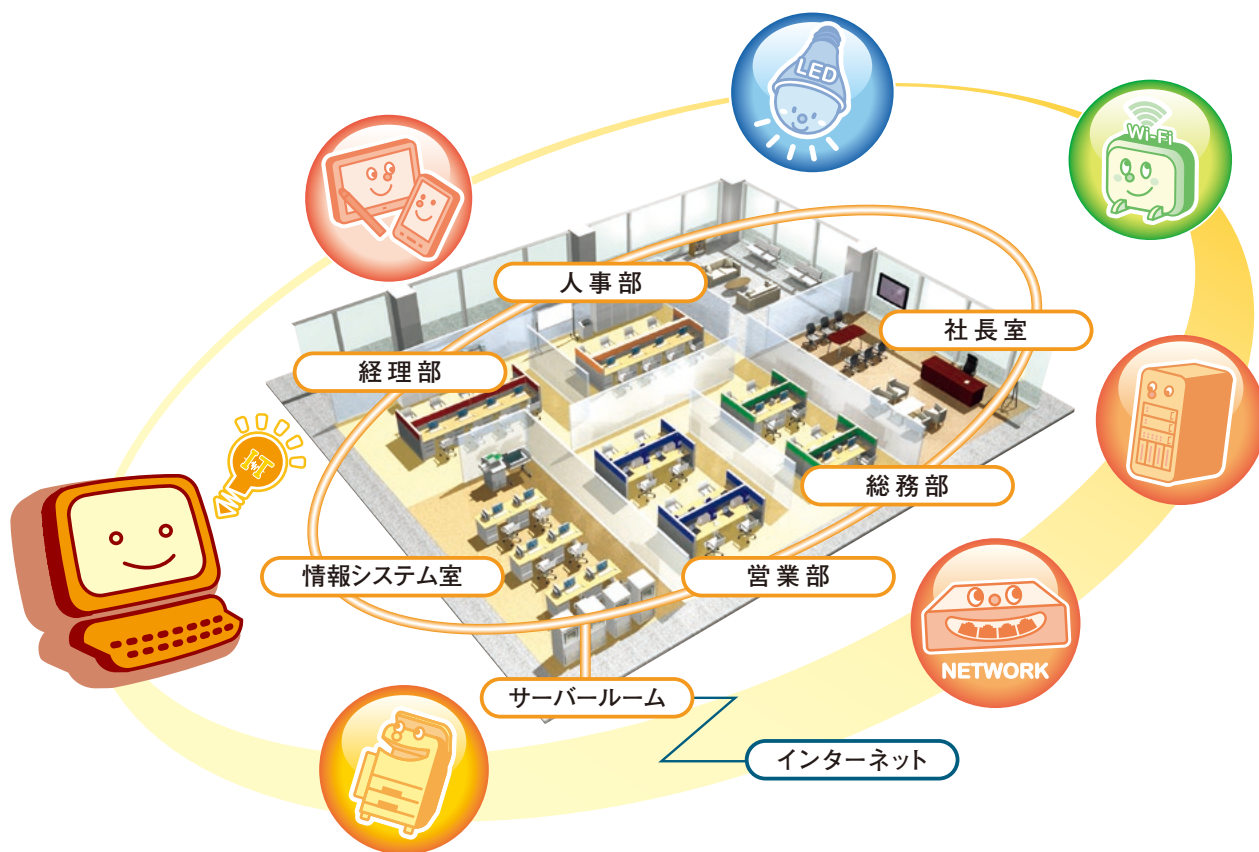 LED
Wi-Fi
人事部
社長室
経理部
IT
総務部
情報システム室
営業部
NETWORK
サーバールーム
インターネット